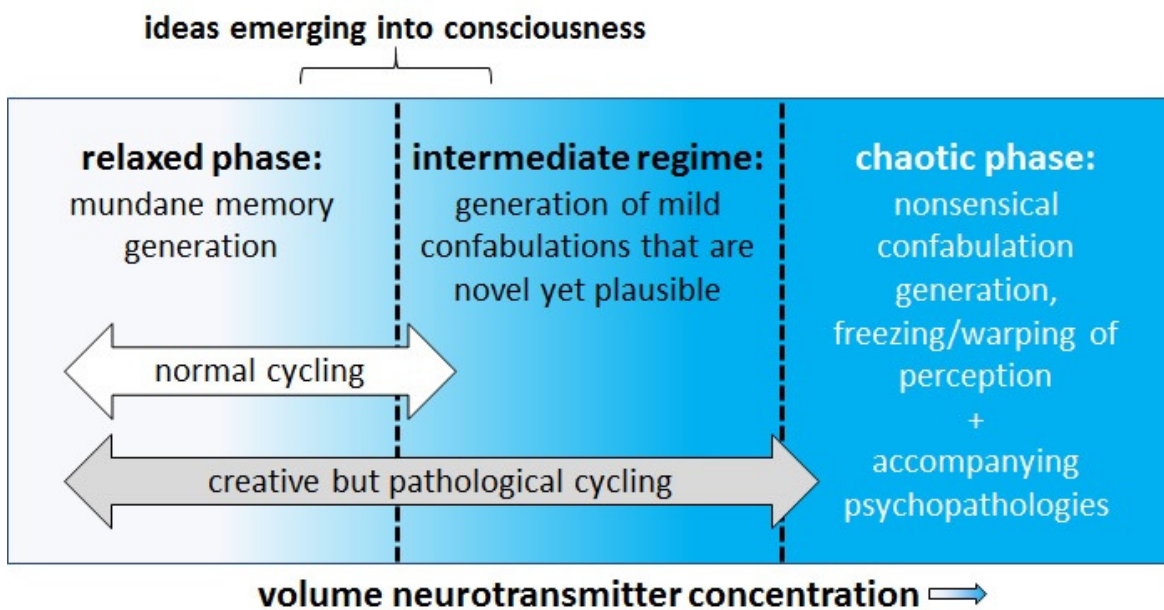 ideas emerging into consciousness
relaxed phase:
mundane memory
generation
intermediate regime:
generation of mild
confabulations that are
novel yet plausible
chaotic phase:
nonsensical
confabulation
generation,
freezing/warping of
perception
+
accompanying
psychopathologies
normal cycling
creative but pathological cycling
volume neurotransmitter concentration